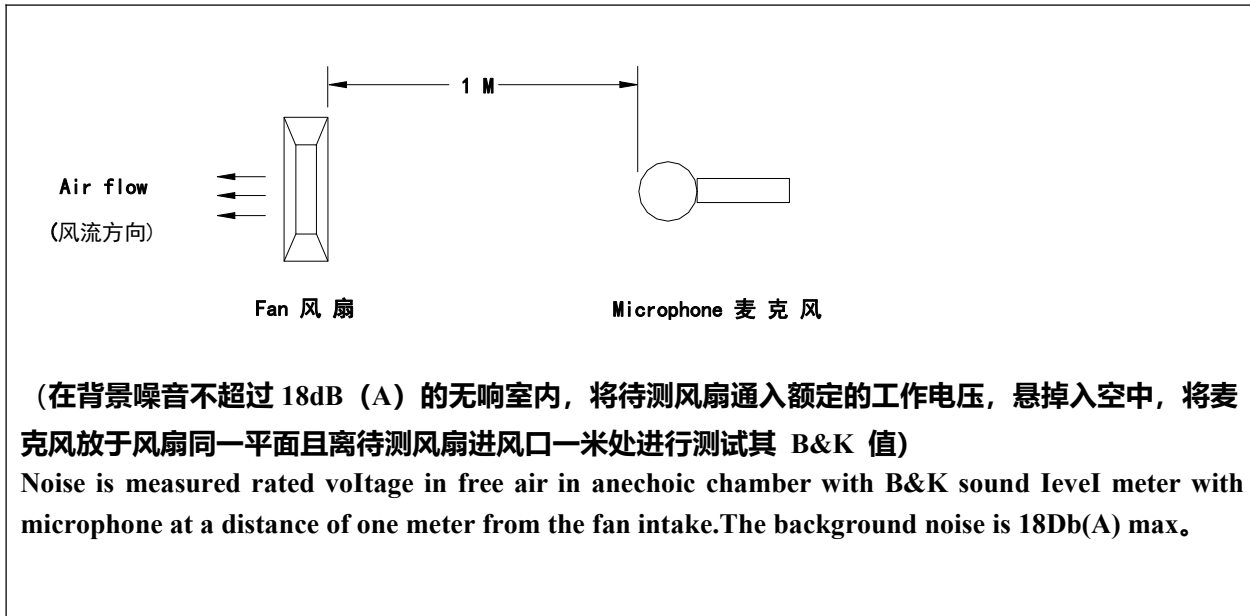 1 M
Air flow
(风流方向)
Fan 风 扇
Microphone 麦 克 风
（在背景噪音不超过 18dB（A）的无响室内，将待测风扇通入额定的工作电压，悬掉入空中，将麦
克风放于风扇同一平面且离待测风扇进风口一米处进行测试其 B&K 值)
Noise is measured rated voItage in free air in anechoic chamber with B&K sound IeveI meter with
microphone at a distance of one meter from the fan intake.The background noise is 18Db(A) max。